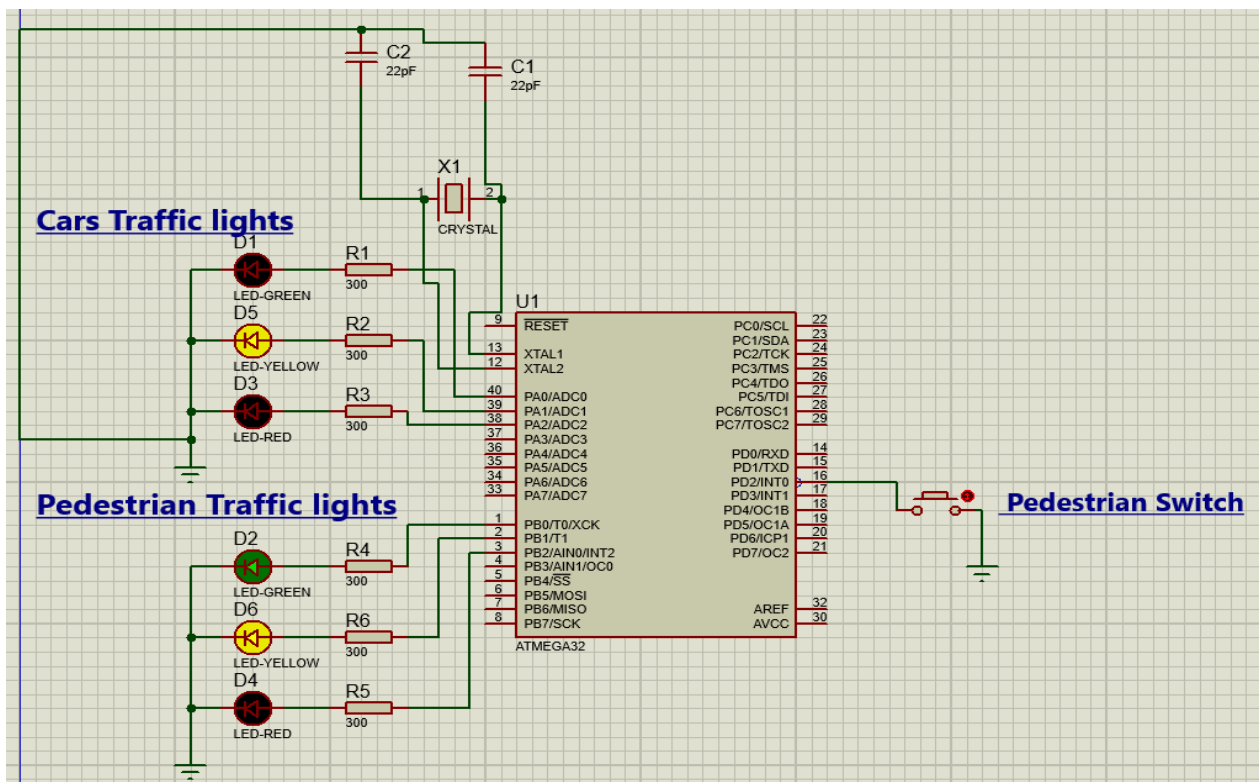 C2
22pF
C1
22pF
X1
1
2
CRYSTAL
Cars Traffic lights
D1
LED-GREEN
R1
300
D5
LED-YELLOW
R2
300
D3
LED-RED
R3
300
Pedestrian Traffic lights
D2
LED-GREEN
R4
300
D6
LED-YELLOW
R6
300
D4
LED-RED
R5
300
U1
9 RESET
13 XTAL1
12 XTAL2
40 PA0/ADC0
39 PA1/ADC1
38 PA2/ADC2
37 PA3/ADC3
36 PA4/ADC4
35 PA5/ADC5
34 PA6/ADC6
33 PA7/ADC7
1 PB0/T0/XCK
2 PB1/T1
3 PB2/AIN0/INT2
4 PB3/AIN1/OC0
5 PB4/SS
6 PB5/MOSI
7 PB6/MISO
8 PB7/SCK
PC0/SCL 22
PC1/SDA 23
PC2/TCK 24
PC3/TMS 25
PC4/TDO 26
PC5/TDI 27
PC6/TOSC1 28
PC7/TOSC2 29
PD0/RXD 14
PD1/TXD 15
PD2/INT0 16
PD3/INT1 17
PD4/OC1B 18
PD5/OC1A 19
PD6/ICP1 20
PD7/OC2 21
AREF 32
AVCC 30
ATMEGA32
Pedestrian Switch